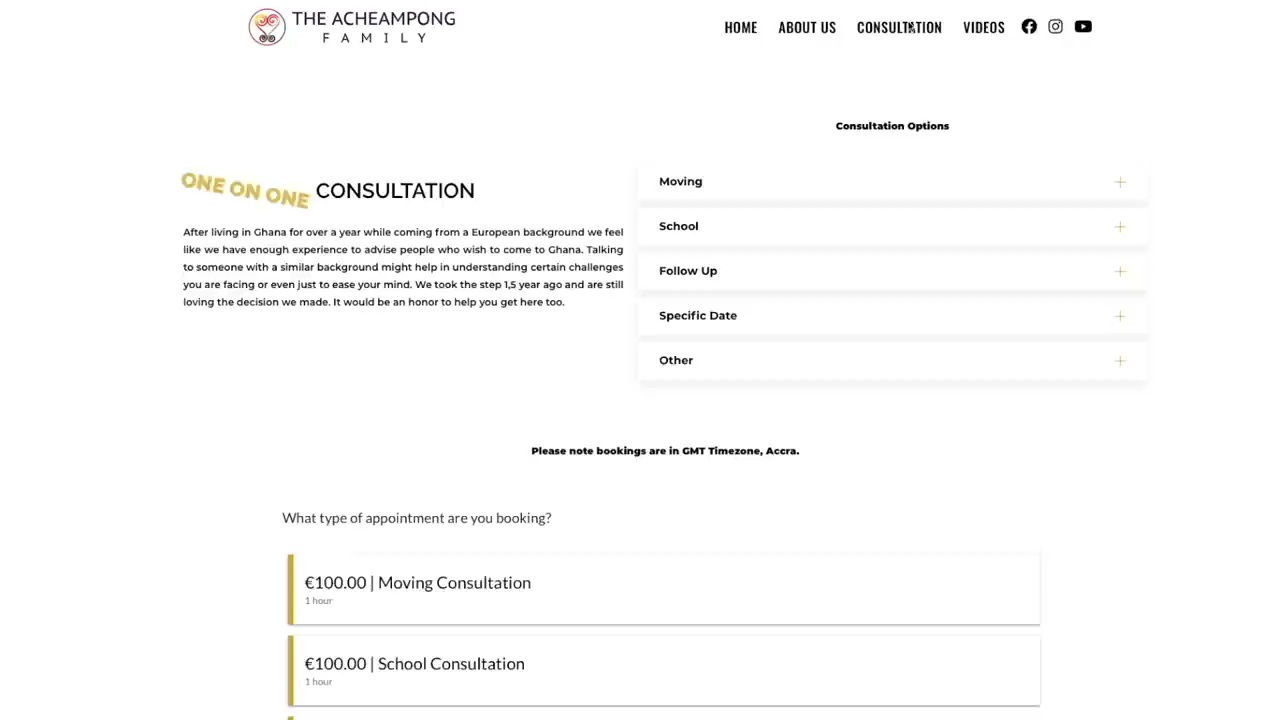 THE ACHEAMPONG
FAMILY
HOME ABOUT US CONSULTATION VIDEOS
Consultation Options
ONE ON ONE CONSULTATION
After living in Ghana for over a year while coming from a European background we feel
like we have enough experience to advise people who wish to come to Ghana. Talking
to someone with a similar background might help in understanding certain challenges
you are facing or even just to ease your mind. We took the step 1,5 year ago and are still
loving the decision we made. It would be an honor to help you get here too.
Moving
School
Follow Up
Specific Date
Other
Please note bookings are in GMT Timezone, Accra.
What type of appointment are you booking?
€100.00 | Moving Consultation
1 hour
€100.00 | School Consultation
1 hour